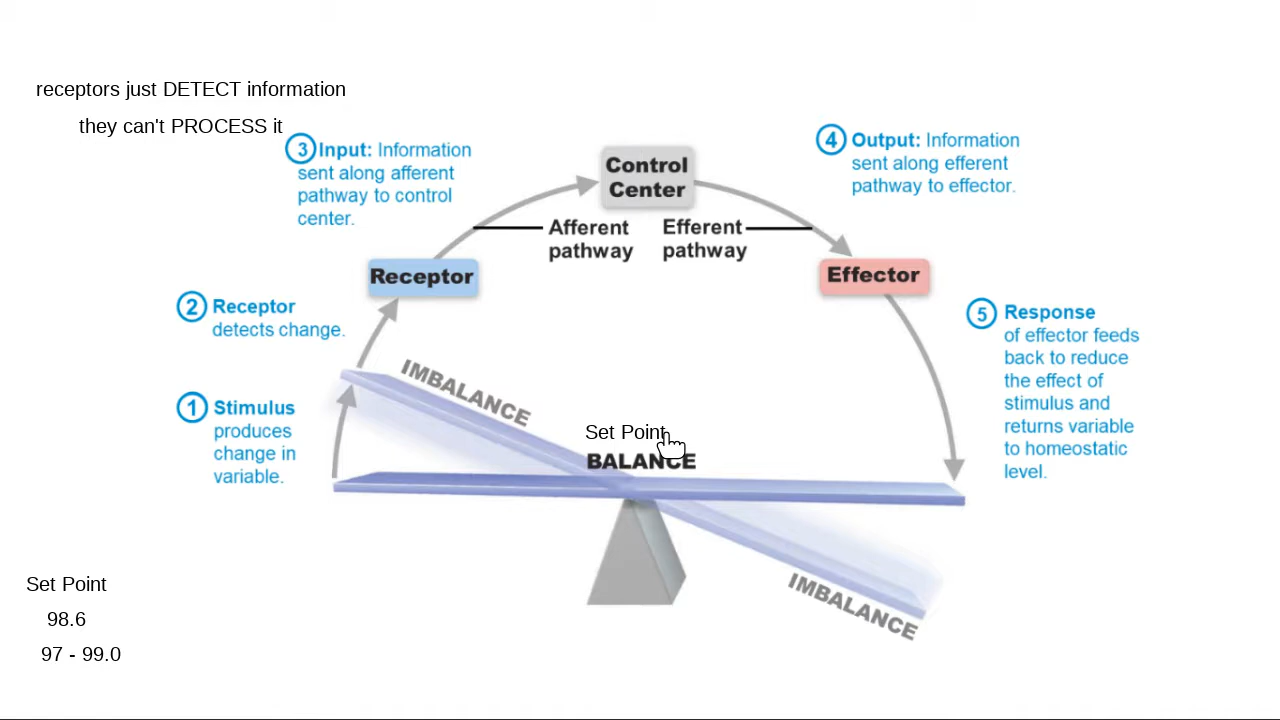 receptors just DETECT information
they can't PROCESS it
3 Input: Information
sent along afferent
pathway to control
center.
Control
Center
4 Output: Information
sent along efferent
pathway to effector.
Afferent
pathway
Efferent
pathway
Receptor
Effector
2 Receptor
detects change.
5 Response
of effector feeds
back to reduce
the effect of
stimulus and
returns variable
to homeostatic
level.
1 Stimulus
produces
change in
variable.
IMBALANCE
Set Point
BALANCE
IMBALANCE
Set Point
98.6
97 - 99.0